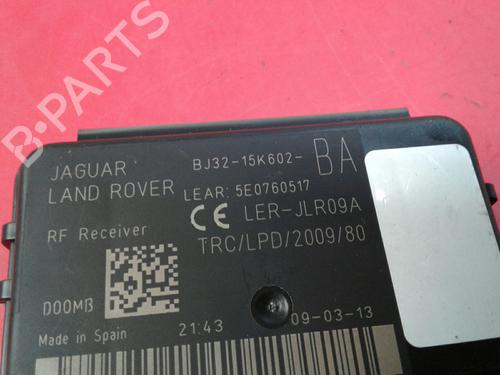 JAGUAR
LAND ROVER
BJ32-15K602-BA
LEAR: 5E0760517
CE LER-JLR09A
RF Receiver
TRC/LPD/2009/80
D00MB
Made in Spain
21:43
09-03-13
B-PARTS